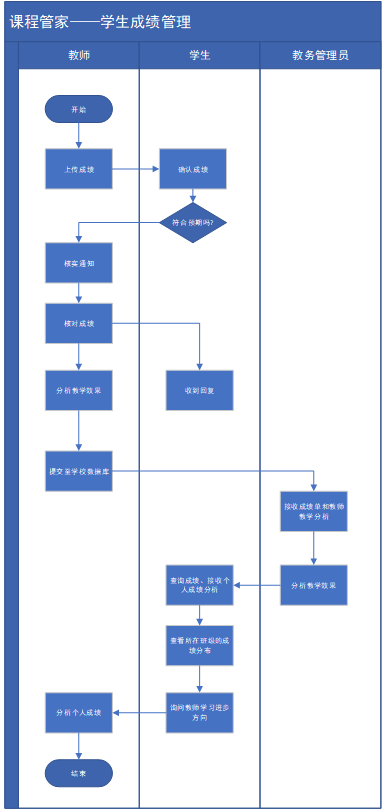 课程管家——学生成绩管理
教师
学生
教务管理员
开始
上传成绩
确认成绩
符合预期吗?
核实通知
核对成绩
分析教学效果
收到回复
提交至学校数据库
接收成绩单和教师
教学分析
查询成绩、接收个
人成绩分析
分析教学效果
查看所在班级的成
绩分布
询问教师学习进步
方向
分析个人成绩
结束